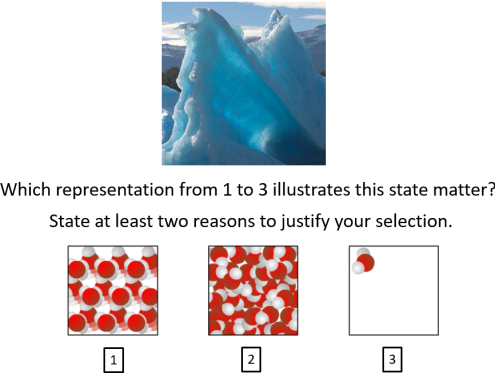 Which representation from 1 to 3 illustrates this state matter?
State at least two reasons to justify your selection.
1 2 3